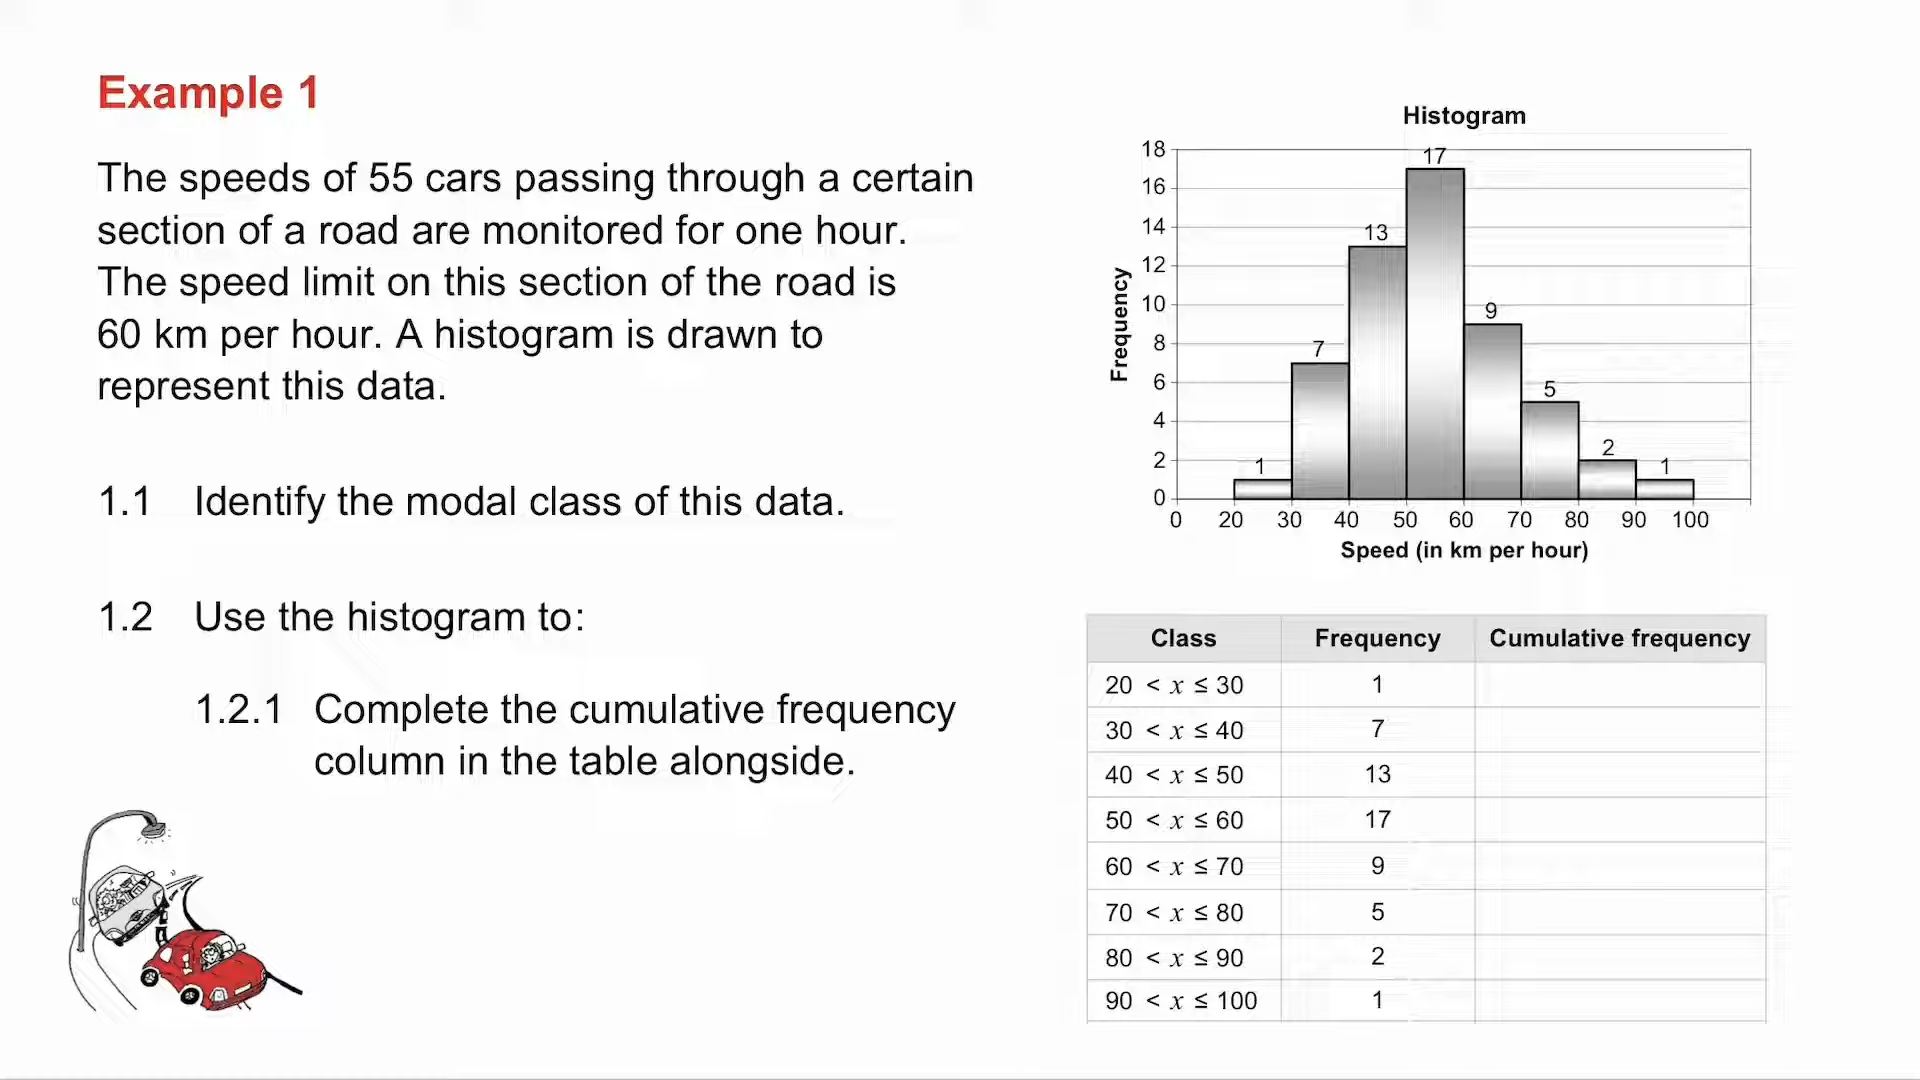 Example 1
The speeds of 55 cars passing through a certain
section of a road are monitored for one hour.
The speed limit on this section of the road is
60 km per hour. A histogram is drawn to
represent this data.
1.1 Identify the modal class of this data.
1.2 Use the histogram to:
1.2.1 Complete the cumulative frequency
column in the table alongside.
Histogram
Frequency
18
16
14
12
10
8
6
4
2
0
1
7
13
17
9
5
2
1
0 20 30 40 50 60 70 80 90 100
Speed (in km per hour)
Class Frequency Cumulative frequency
20 < x ≤ 30 1
30 < x ≤ 40 7
40 < x ≤ 50 13
50 < x ≤ 60 17
60 < x ≤ 70 9
70 < x ≤ 80 5
80 < x ≤ 90 2
90 < x ≤ 100 1